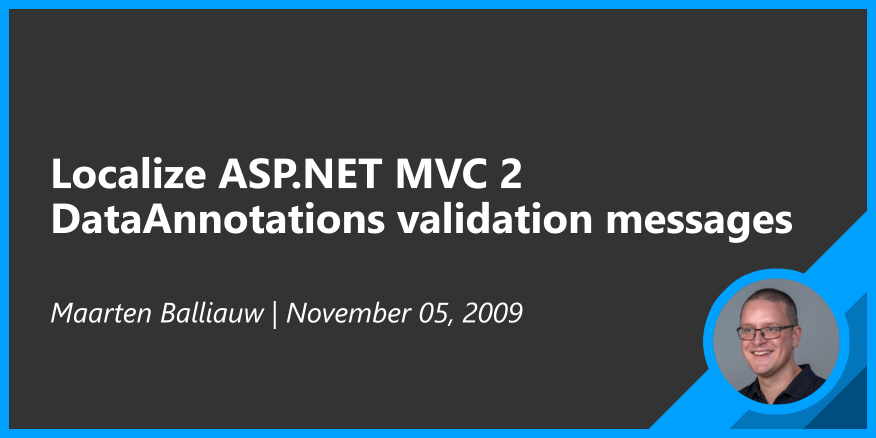 Localize ASP.NET MVC 2
DataAnnotations validation messages
Maarten Balliauw | November 05, 2009